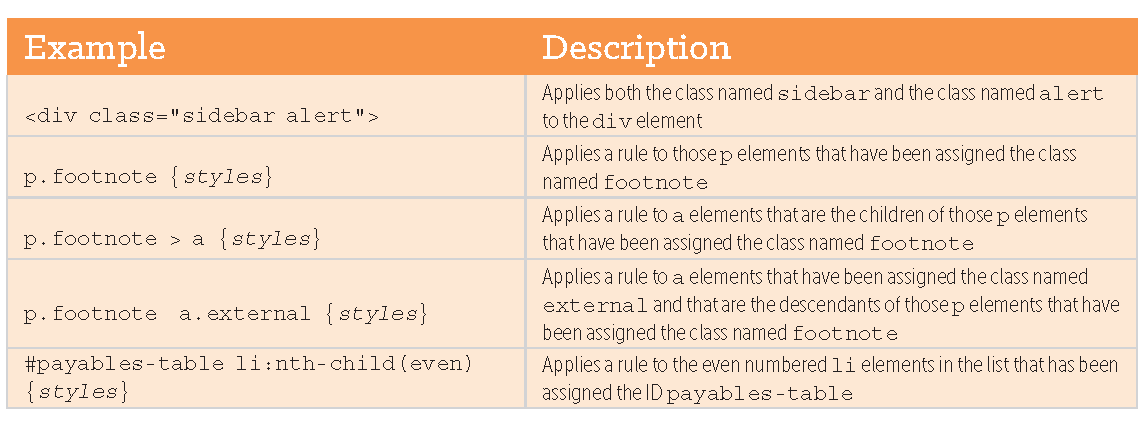 Example
Description
<div class="sidebar alert">
Applies both the class named sidebar and the class named alert
to the div element
p.footnote {styles}
Applies a rule to those p elements that have been assigned the class
named footnote
p.footnote > a {styles}
Applies a rule to a elements that are the children of those p elements
that have been assigned the class named footnote
p.footnote a.external {styles}
Applies a rule to a elements that have been assigned the class named
external and that are the descendants of those p elements that have
been assigned the class named footnote
#payables-table li:nth-child(even)
{styles}
Applies a rule to the even numbered li elements in the list that has been
assigned the ID payables-table